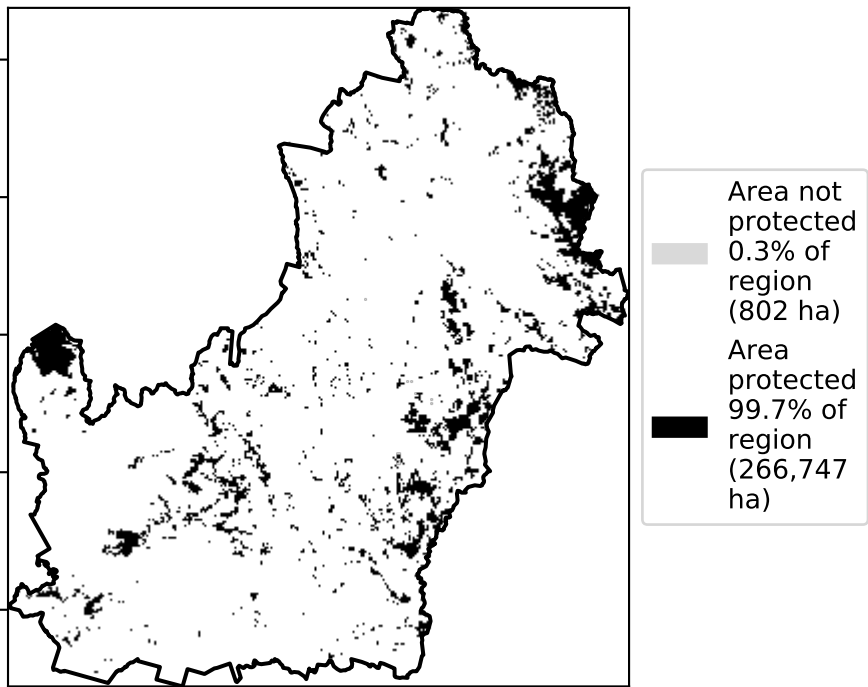 Area not
protected
0.3% of
region
(802 ha)
Area
protected
99.7% of
region
(266,747
ha)